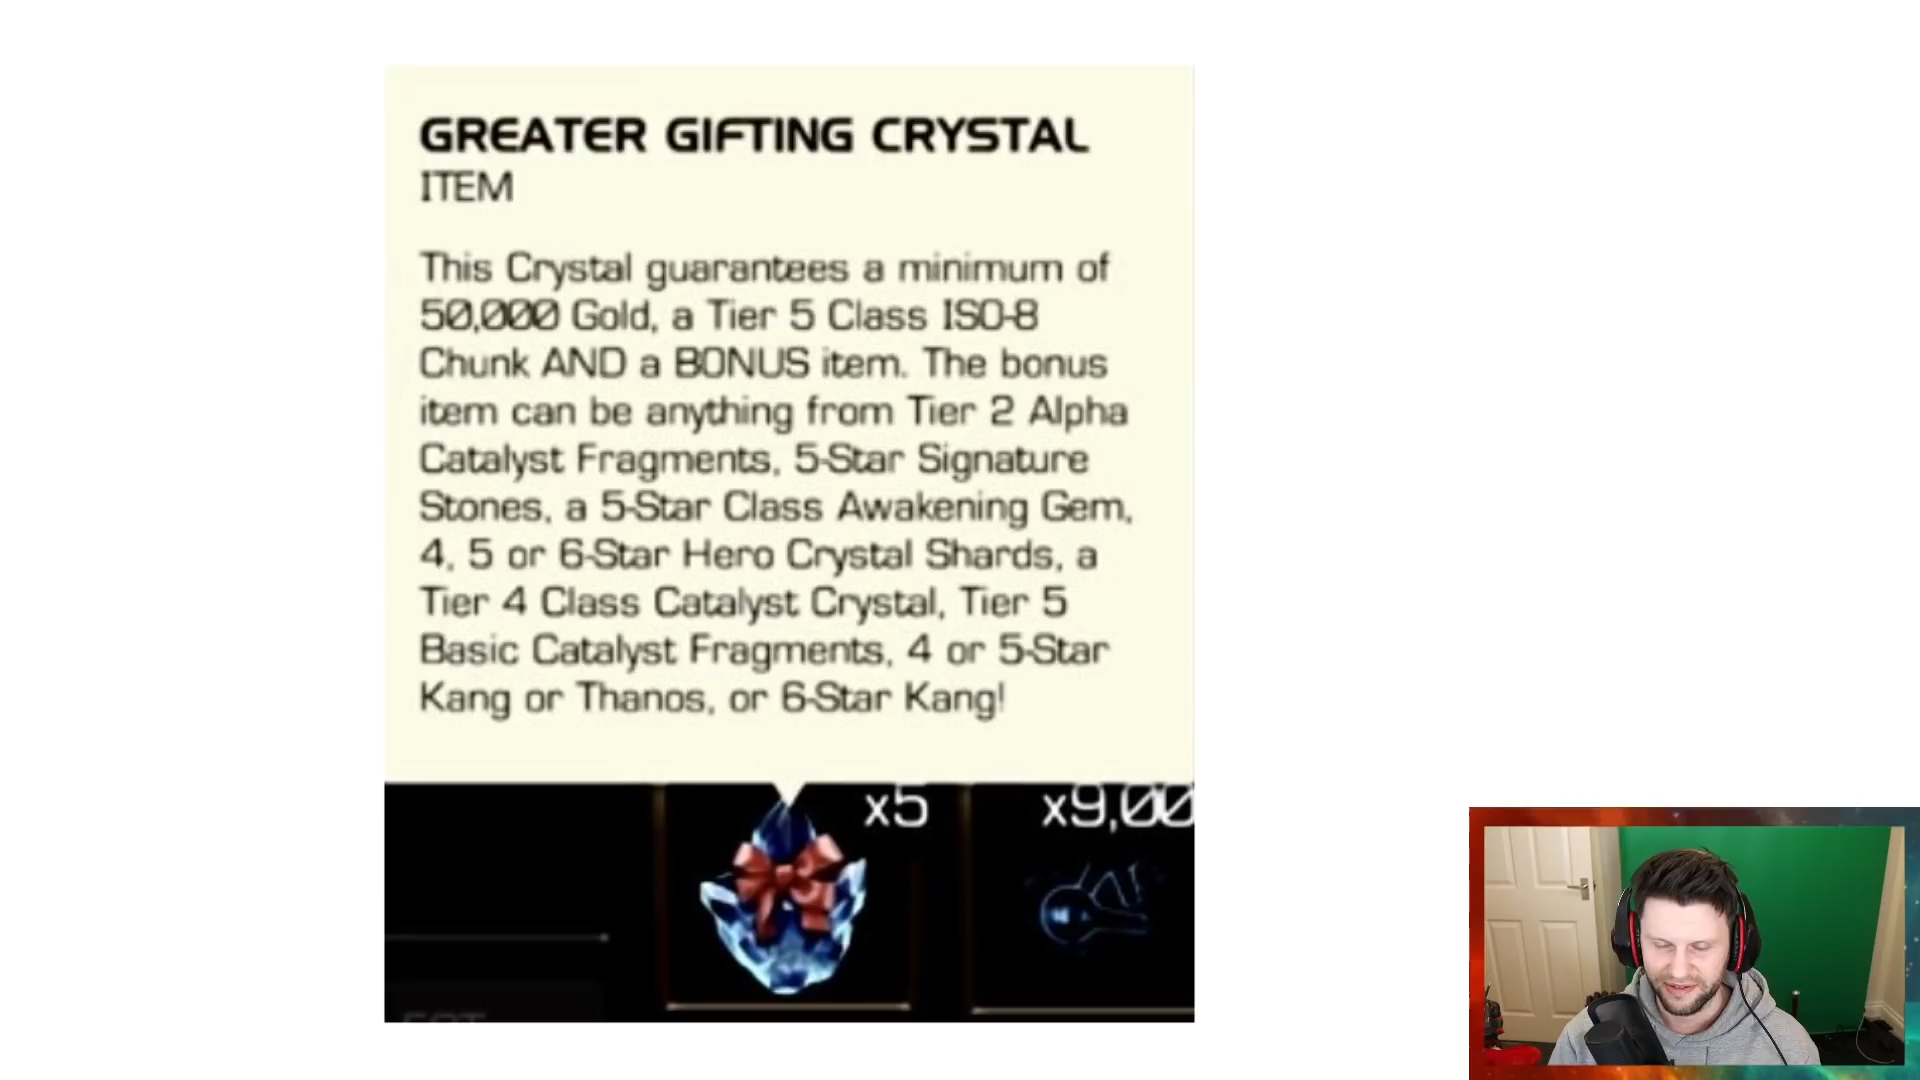 GREATER GIFTING CRYSTAL
ITEM
This Crystal guarantees a minimum of
50,000 Gold, a Tier 5 Class ISO-8
Chunk AND a BONUS item. The bonus
item can be anything from Tier 2 Alpha
Catalyst Fragments, 5-Star Signature
Stones, a 5-Star Class Awakening Gem,
4, 5 or 6-Star Hero Crystal Shards, a
Tier 4 Class Catalyst Crystal, Tier 5
Basic Catalyst Fragments, 4 or 5-Star
Kang or Thanos, or 6-Star Kang!
x5 x9,00